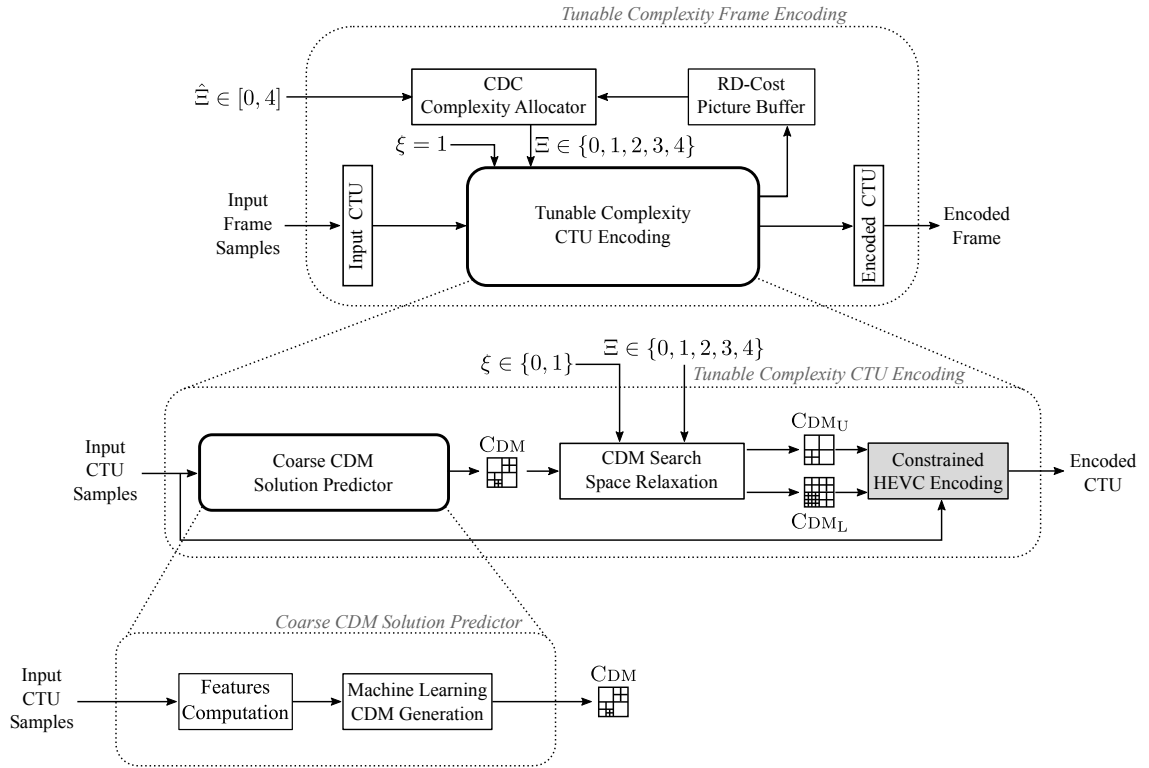 Tunable Complexity Frame Encoding
Ξ̂ ∈ [0, 4]
CDC
Complexity Allocator
RD-Cost
Picture Buffer
ξ = 1
Ξ ∈ {0, 1, 2, 3, 4}
Input
Frame
Samples
Input CTU
Tunable Complexity
CTU Encoding
Encoded CTU
Encoded
Frame
ξ ∈ {0, 1}
Ξ ∈ {0, 1, 2, 3, 4}
Tunable Complexity CTU Encoding
Input
CTU
Samples
Coarse CDM
Solution Predictor
CDM
CDM Search
Space Relaxation
CDM_U
CDM_L
Constrained
HEVC Encoding
Encoded
CTU
Coarse CDM Solution Predictor
Input
CTU
Samples
Features
Computation
Machine Learning
CDM Generation
CDM